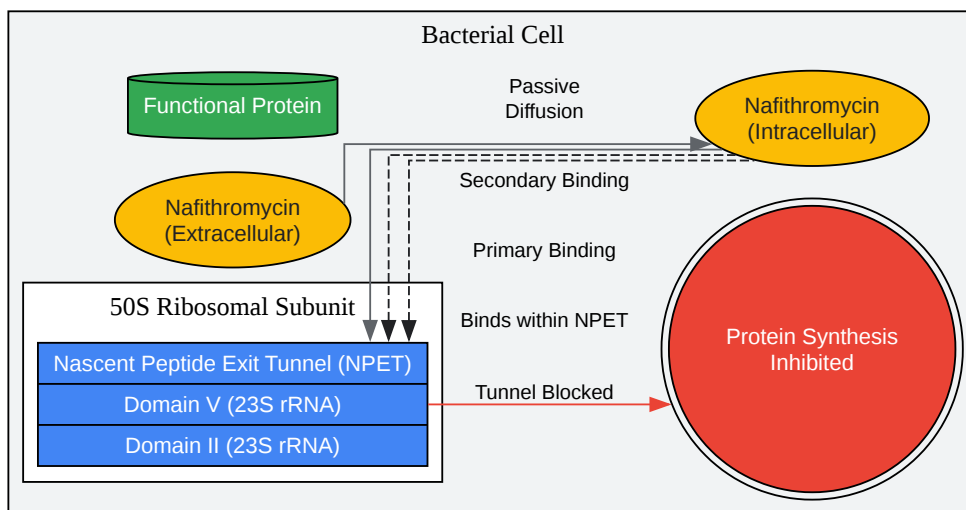 Bacterial Cell
Functional Protein
Passive
Diffusion
Nafithromycin
(Intracellular)
Secondary Binding
Nafithromycin
(Extracellular)
Primary Binding
50S Ribosomal Subunit
Binds within NPET
Protein Synthesis
Inhibited
Nascent Peptide Exit Tunnel (NPET)
Domain V (23S rRNA)
Tunnel Blocked
Domain II (23S rRNA)